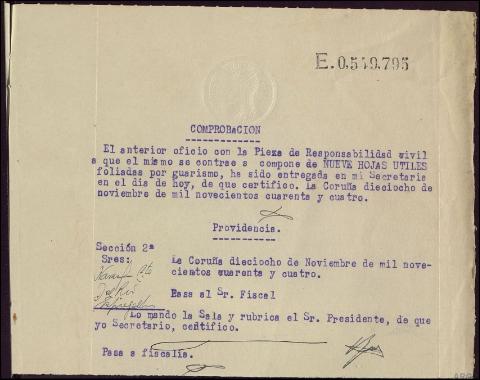 E.0,549,795
COMPROBACION
El anterior oficio con la Pieza de Responsabilidad civil
a que el mismo se contrae s compone de NUEVE HOJAS UTILES
foliadas por guarismo, ha sido entregada en mi Secretaria
en el dia de hoy, de que certifico. La Coruña dieciocho de
noviembre de mil novecientos cuarenta y cuatro.
Providencia.
Sección 2ª
Sres:
La Coruña dieciocho de Noviembre de mil nove-
cientos cuarenta y cuatro.
Pase al Sr. Fiscal
Lo mando la Sala y rubrica el Sr. Presidente, de que
yo Secretario, certifico.
Pasa a fiscalía.